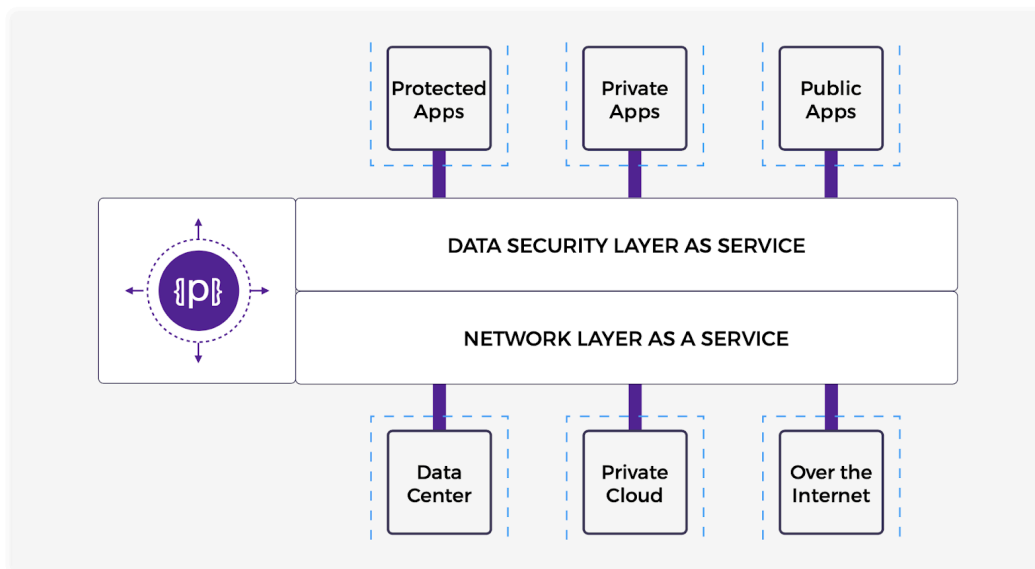 Protected
Apps
Private
Apps
Public
Apps
DATA SECURITY LAYER AS SERVICE
{[p]}
NETWORK LAYER AS A SERVICE
Data
Center
Private
Cloud
Over the
Internet